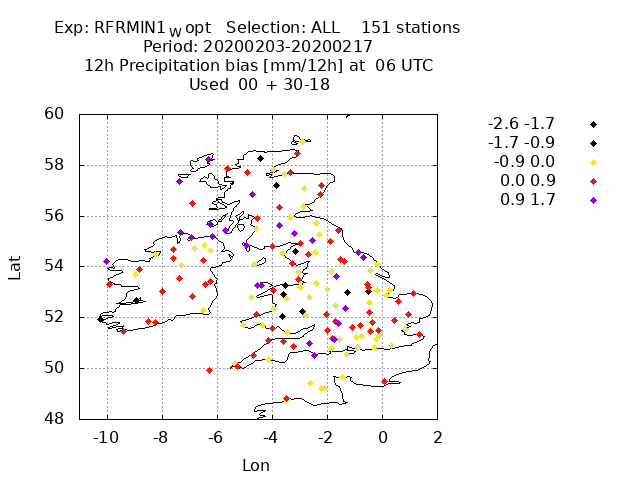 Exp: RFRMIN1_W opt   Selection: ALL    151 stations
Period: 20200203-20200217
12h Precipitation bias [mm/12h] at  06 UTC
Used  00 + 30-18
-2.6 -1.7
-1.7 -0.9
-0.9 0.0
0.0 0.9
0.9 1.7
60
58
56
54
52
50
48
Lat
-10 -8 -6 -4 -2 0 2
Lon